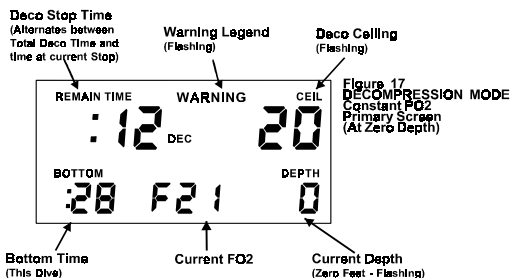 Deco Stop Time
(Alternates between
Total Deco Time and
time at current Stop)
Warning Legend
(Flashing)
Deco Ceiling
(Flashing)
REMAIN TIME
WARNING
CEIL
:12 DEC
20
BOTTOM
DEPTH
:28
F21
0
Figure 17
DECOMPRESSION MODE
Constant PO2
Primary Screen
(At Zero Depth)
Bottom Time
(This Dive)
Current FO2
Current Depth
(Zero Feet - Flashing)